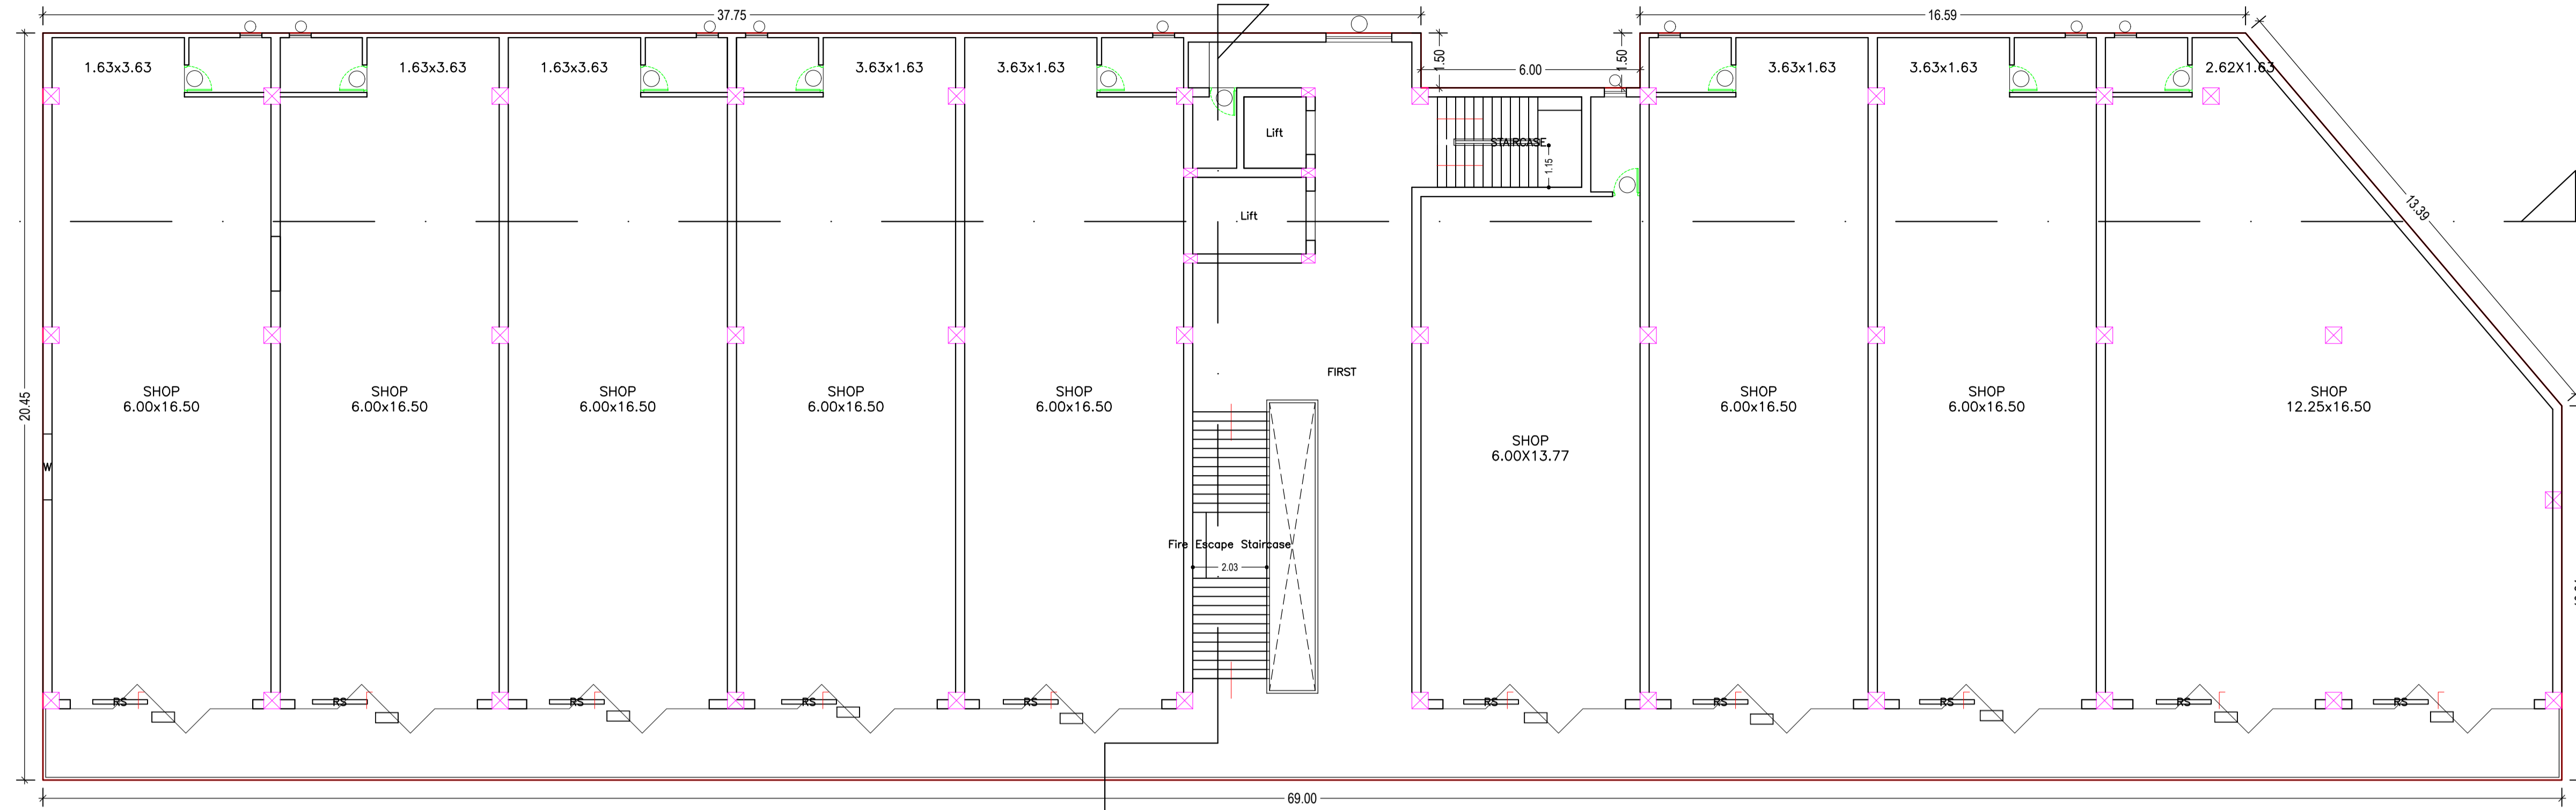 37.75
16.59
1.63x3.63
1.63x3.63
1.63x3.63
3.63x1.63
3.63x1.63
1.50
6.00
1.50
3.63x1.63
3.63x1.63
2.62X1.63
Lift
STAIRCASE
1.15
Lift
13.39
FIRST
20.45
SHOP
6.00x16.50
SHOP
6.00x16.50
SHOP
6.00x16.50
SHOP
6.00x16.50
SHOP
6.00x16.50
SHOP
6.00X13.77
SHOP
6.00x16.50
SHOP
6.00x16.50
SHOP
12.25x16.50
W
Fire Escape Staircase
2.03
RS
RS
RS
RS
RS
RS
RS
RS
RS
RS
69.00